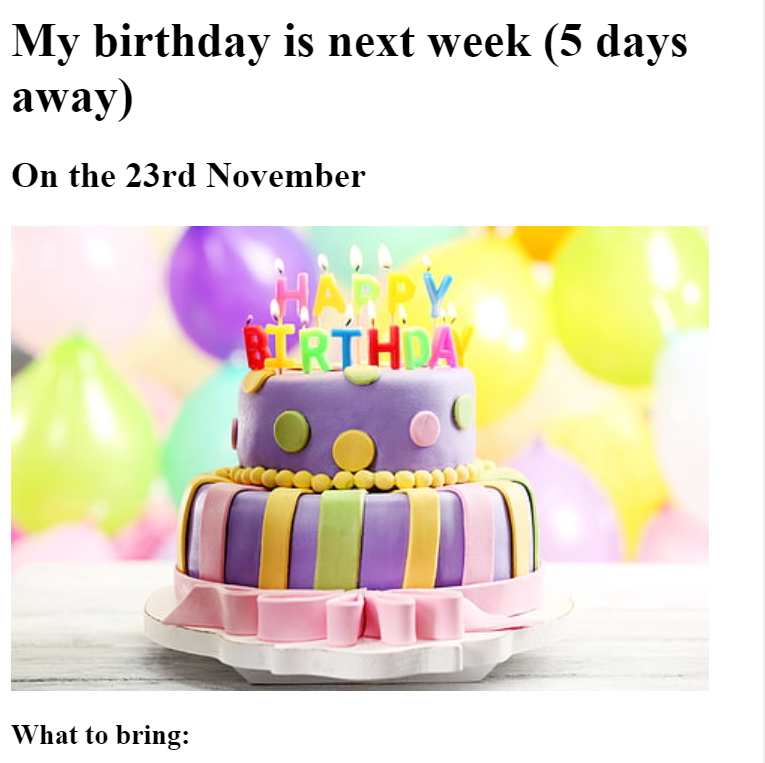 My birthday is next week (5 days
away)
On the 23rd November
HAPPY
BIRTHDAY
What to bring: